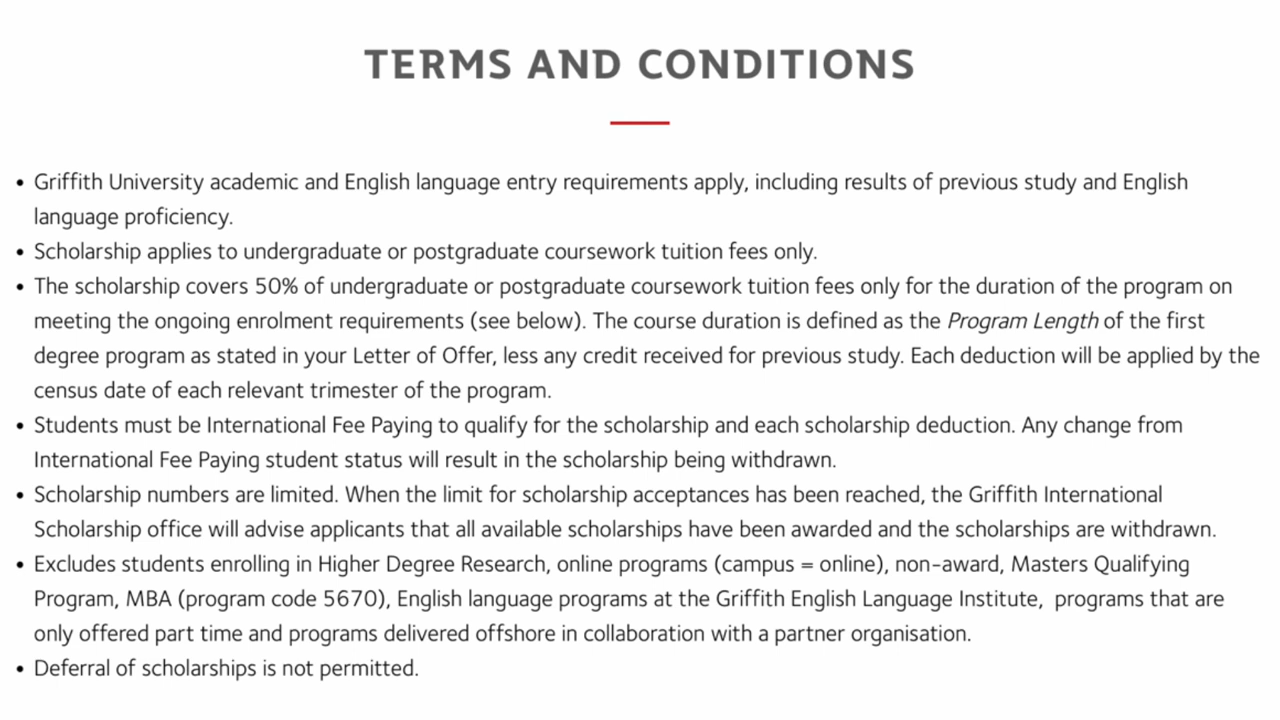 TERMS AND CONDITIONS
• Griffith University academic and English language entry requirements apply, including results of previous study and English
language proficiency.
• Scholarship applies to undergraduate or postgraduate coursework tuition fees only.
• The scholarship covers 50% of undergraduate or postgraduate coursework tuition fees only for the duration of the program on
meeting the ongoing enrolment requirements (see below). The course duration is defined as the Program Length of the first
degree program as stated in your Letter of Offer, less any credit received for previous study. Each deduction will be applied by the
census date of each relevant trimester of the program.
• Students must be International Fee Paying to qualify for the scholarship and each scholarship deduction. Any change from
International Fee Paying student status will result in the scholarship being withdrawn.
• Scholarship numbers are limited. When the limit for scholarship acceptances has been reached, the Griffith International
Scholarship office will advise applicants that all available scholarships have been awarded and the scholarships are withdrawn.
• Excludes students enrolling in Higher Degree Research, online programs (campus = online), non-award, Masters Qualifying
Program, MBA (program code 5670), English language programs at the Griffith English Language Institute,  programs that are
only offered part time and programs delivered offshore in collaboration with a partner organisation.
• Deferral of scholarships is not permitted.